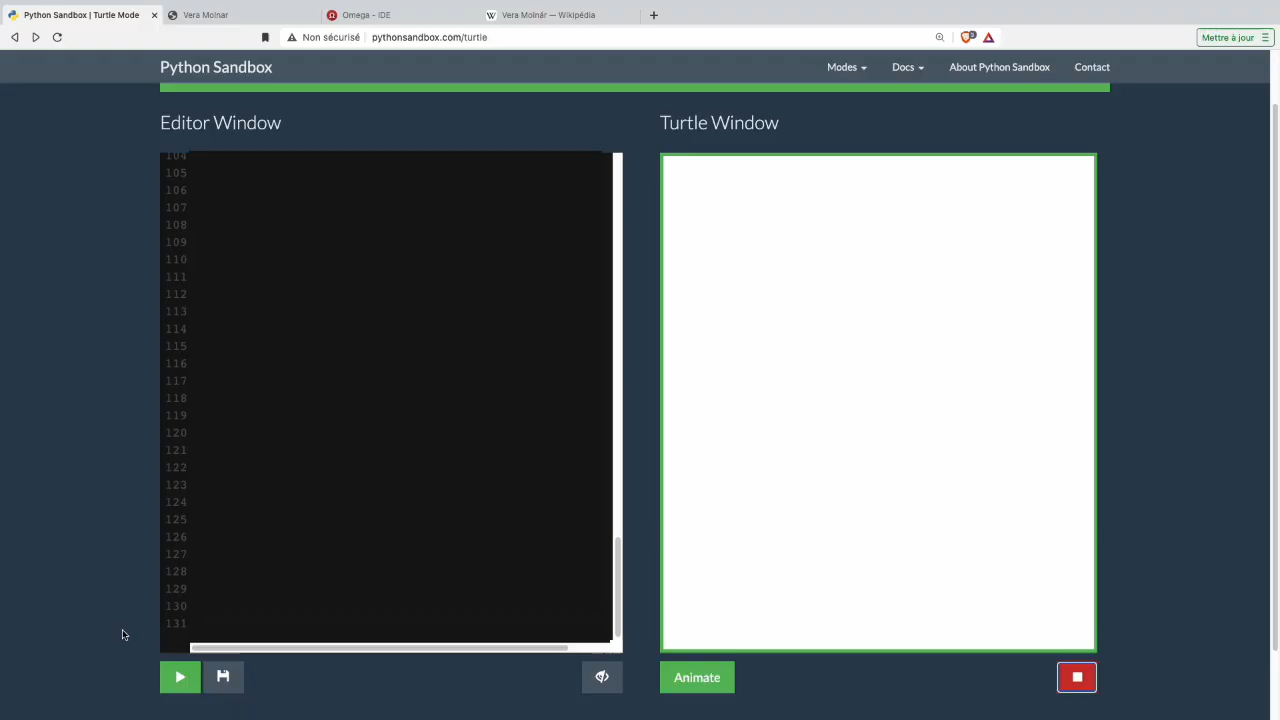 Python Sandbox | Turtle Mode
Vera Molnar
Omega - IDE
Vera Molnár — Wikipédia
Non sécurisé
pythonsandbox.com/turtle
3
Mettre à jour
Python Sandbox
Modes
Docs
About Python Sandbox
Contact
Editor Window
Turtle Window
104
105
106
107
108
109
110
111
112
113
114
115
116
117
118
119
120
121
122
123
124
125
126
127
128
129
130
131
Animate